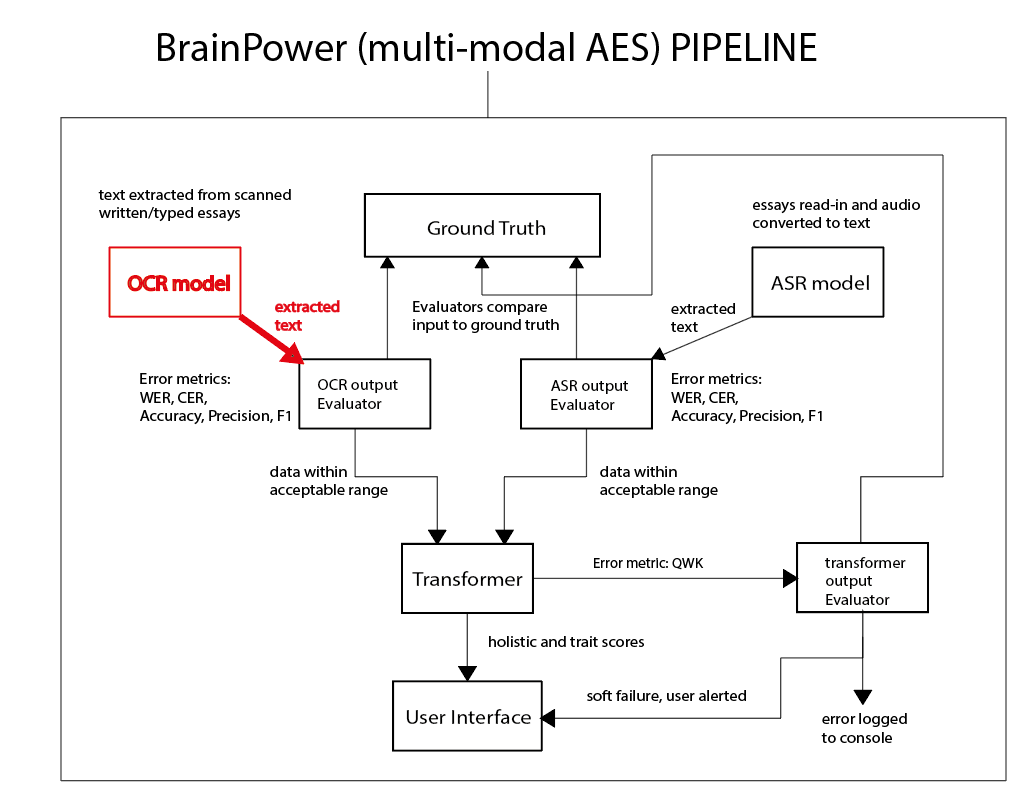 BrainPower (multi-modal AES) PIPELINE
text extracted from scanned
written/typed essays
OCR model
extracted
text
Ground Truth
essays read-in and audio
converted to text
ASR model
extracted
text
Evaluators compare
input to ground truth
Error metrics:
WER, CER,
Accuracy, Precision, F1
OCR output
Evaluator
ASR output
Evaluator
Error metrics:
WER, CER,
Accuracy, Precision, F1
data within
acceptable range
data within
acceptable range
Transformer
Error metric: QWK
transformer
output
Evaluator
holistic and trait scores
User Interface
soft failure, user alerted
error logged
to console